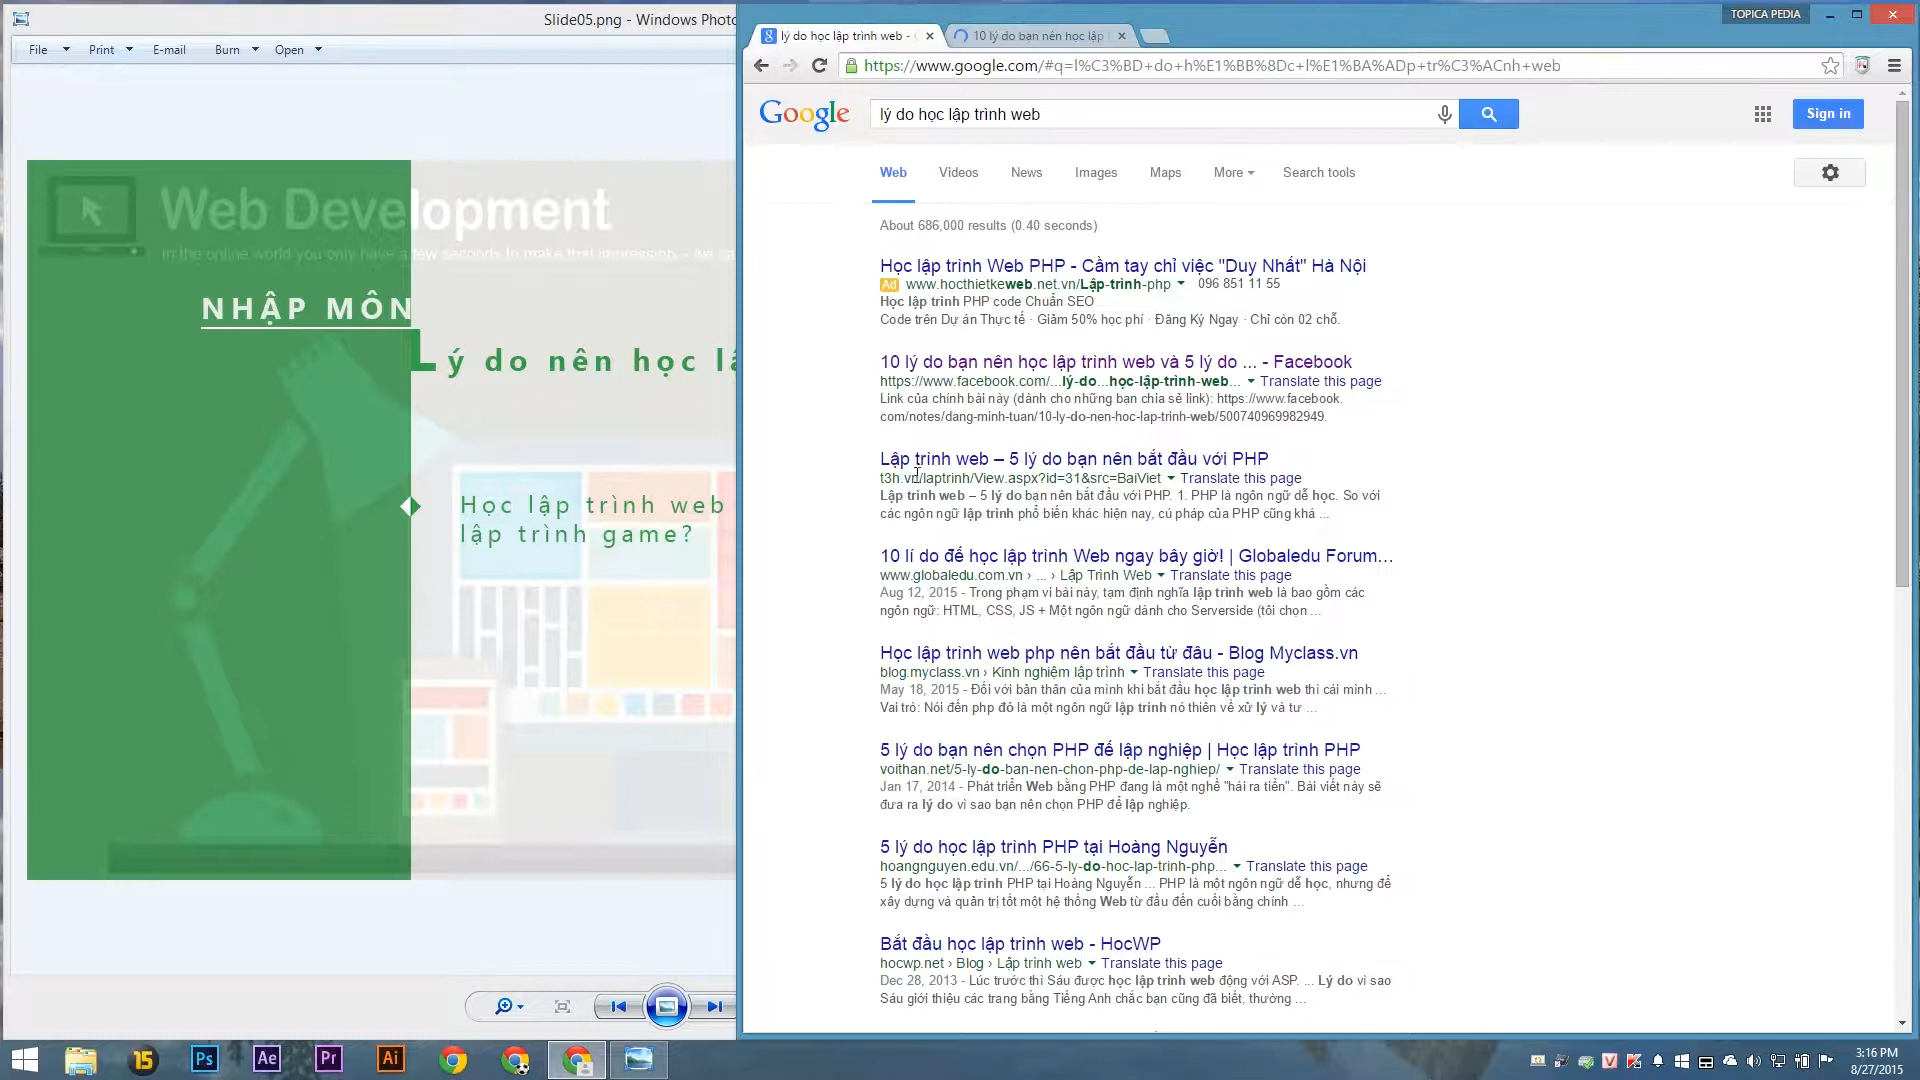 Slide05.png - Windows Photo
File
Print
E-mail
Burn
Open
Web Development
In the online world you only have a few seconds to make that impression –
NHẬP MÔN
Lý do nên học
Học lập trình web
lập trình game?
TOPICA PEDIA
lý do học lập trình web -
10 lý do bạn nên học lập
https://www.google.com/#q=l%C3%BD+do+h%E1%BB%8Dc+l%E1%BA%ADp+tr%C3%ACnh+web
Google
lý do học lập trình web
Sign in
Web
Videos
News
Images
Maps
More
Search tools
About 686,000 results (0.40 seconds)
Học lập trình Web PHP - Cầm tay chỉ việc "Duy Nhất" Hà Nội
Ad www.hocthietkeweb.net.vn/Lập-trình-php 096 851 11 55
Học lập trình PHP code Chuẩn SEO
Code trên Dự án Thực tế · Giảm 50% học phí · Đăng Ký Ngay · Chỉ còn 02 chỗ.
10 lý do bạn nên học lập trình web và 5 lý do ... - Facebook
https://www.facebook.com/...lý-do...học-lập-trình-web... Translate this page
Link của chính bài này (dành cho những bạn chia sẻ link): https://www.facebook.
com/notes/dang-minh-tuan/10-ly-do-nen-hoc-lap-trinh-web/500740969982949.
Lập trình web – 5 lý do bạn nên bắt đầu với PHP
t3h.vn/laptrinh/View.aspx?id=31&src=BaiViet Translate this page
Lập trình web – 5 lý do bạn nên bắt đầu với PHP. 1. PHP là ngôn ngữ dễ học. So với
các ngôn ngữ lập trình phổ biến khác hiện nay, cú pháp của PHP cũng khá ...
10 lí do để học lập trình Web ngay bây giờ! | Globaledu Forum...
www.globaledu.com.vn › ... › Lập Trình Web Translate this page
Aug 12, 2015 - Trong phạm vi bài này, tạm định nghĩa lập trình web là bao gồm các
ngôn ngữ: HTML, CSS, JS + Một ngôn ngữ dành cho Serverside (tôi chọn ...
Học lập trình web php nên bắt đầu từ đâu - Blog Myclass.vn
blog.myclass.vn › Kinh nghiệm lập trình Translate this page
May 18, 2015 - Đối với bản thân của mình khi bắt đầu học lập trình web thì cái mình ...
Vai trò: Nói đến php đó là một ngôn ngữ lập trình nó thiên về xử lý và tư ...
5 lý do bạn nên chọn PHP để lập nghiệp | Học lập trình PHP
voithan.net/5-ly-do-ban-nen-chon-php-de-lap-nghiep/ Translate this page
Jan 17, 2014 - Phát triển Web bằng PHP đang là một nghề "hái ra tiền". Bài viết này sẽ
đưa ra lý do vì sao bạn nên chọn PHP để lập nghiệp.
5 lý do học lập trình PHP tại Hoàng Nguyễn
hoangnguyen.edu.vn/.../66-5-ly-do-hoc-lap-trinh-php... Translate this page
5 lý do học lập trình PHP tại Hoàng Nguyễn ... PHP là một ngôn ngữ dễ học, nhưng để
xây dựng và quản trị tốt một hệ thống Web từ đầu đến cuối bằng chính ...
Bắt đầu học lập trình web - HocWP
hocwp.net › Blog › Lập trình web Translate this page
Dec 28, 2013 - Lúc trước thì Sáu được học lập trình web động với ASP. ... Lý do vì sao
Sáu giới thiệu các trang bằng Tiếng Anh chắc bạn cũng đã biết, thường ...
15
Ps
Ae
Pr
Ai
V
3:16 PM
8/27/2015